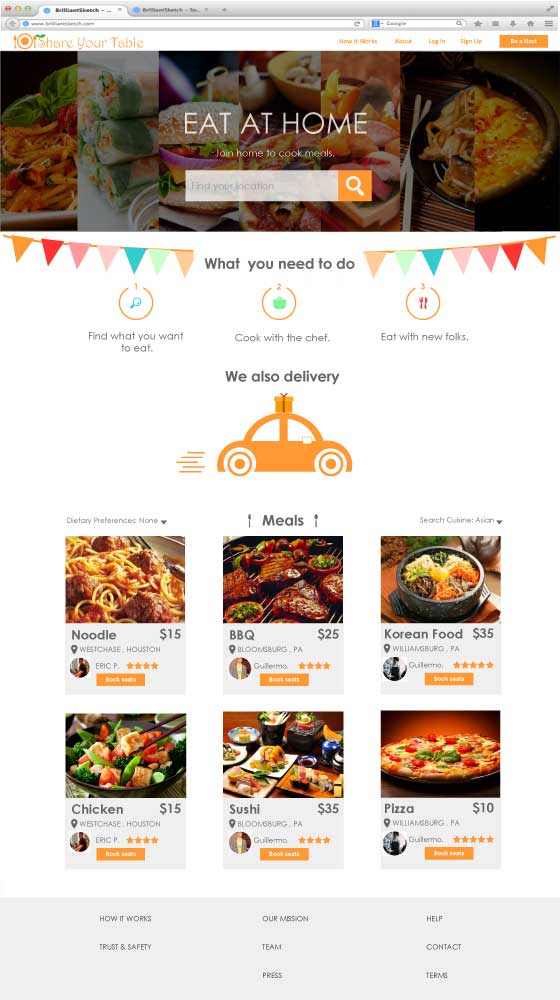 BrilliantSketch – ...
BrilliantSketch – So...
www.brilliantsketch.com
Google
Share Your Table
How it Works
About
Log In
Sign Up
Be a Host
EAT AT HOME
Join home to cook meals.
Find your location
What you need to do
1
2
3
Find what you want
to eat.
Cook with the chef.
Eat with new folks.
We also delivery
Dietary Preferences: None
Meals
Search Cuisine: Asian
Noodle $15
WESTCHASE , HOUSTON
ERIC P.
Book seats
BBQ $25
BLOOMSBURG , PA
Guillermo.
Book seats
Korean Food $35
WILLIAMSBURG , PA
Guillermo.
Book seats
Chicken $15
WESTCHASE , HOUSTON
ERIC P.
Book seats
Sushi $35
BLOOMSBURG , PA
Guillermo.
Book seats
Pizza $10
WILLIAMSBURG , PA
Guillermo.
Book seats
HOW IT WORKS
OUR MISSION
HELP
TRUST & SAFETY
TEAM
CONTACT
PRESS
TERMS